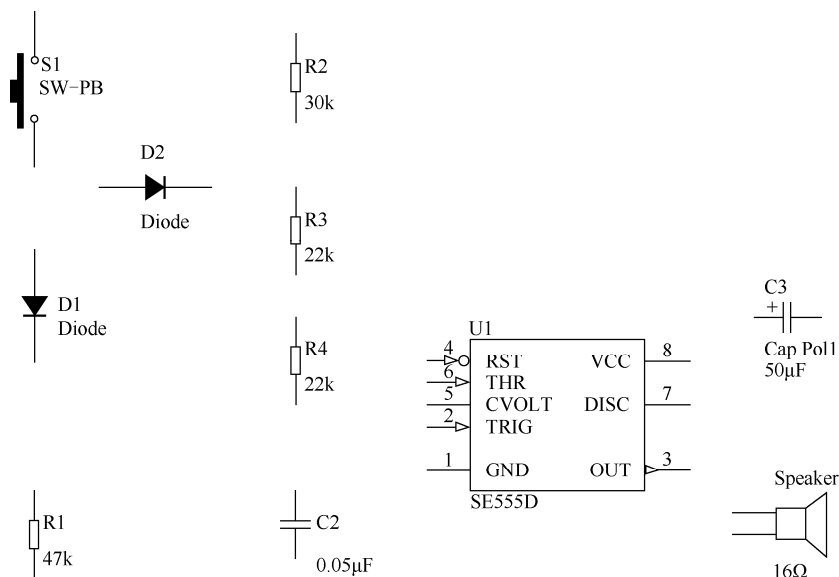 S1
SW-PB
R2
30k
D2
Diode
R3
22k
D1
Diode
R4
22k
U1
4 RST
6 THR
5 CVOLT
2 TRIG
1 GND
VCC 8
DISC 7
OUT 3
SE555D
C3
+
Cap Pol1
50μF
R1
47k
C2
0.05μF
Speaker
16Ω